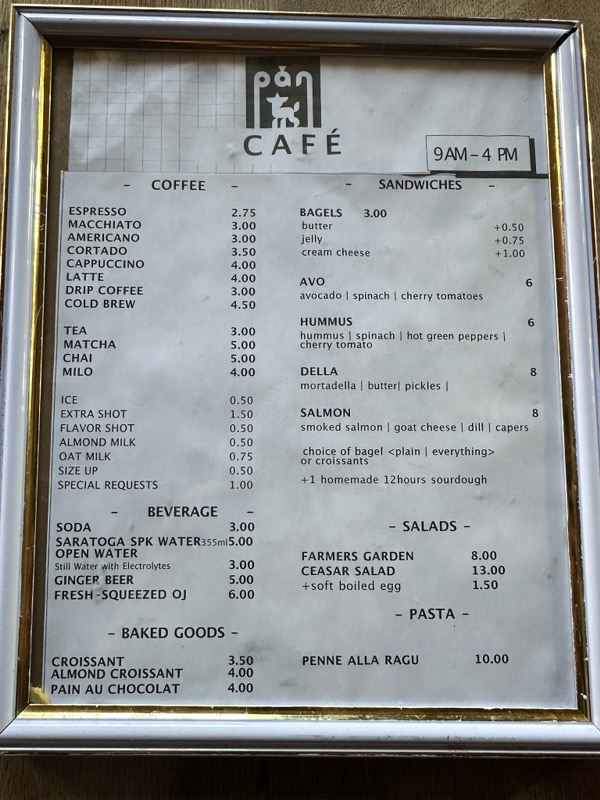 pàn
CAFÉ
9AM-4 PM
- COFFEE -
ESPRESSO 2.75
MACCHIATO 3.00
AMERICANO 3.00
CORTADO 3.50
CAPPUCCINO 4.00
LATTE 4.00
DRIP COFFEE 3.00
COLD BREW 4.50
TEA 3.00
MATCHA 5.00
CHAI 5.00
MILO 4.00
ICE 0.50
EXTRA SHOT 1.50
FLAVOR SHOT 0.50
ALMOND MILK 0.50
OAT MILK 0.75
SIZE UP 0.50
SPECIAL REQUESTS 1.00
- BEVERAGE -
SODA 3.00
SARATOGA SPK WATER355ml5.00
OPEN WATER
Still Water with Electrolytes 3.00
GINGER BEER 5.00
FRESH-SQUEEZED OJ 6.00
- BAKED GOODS -
CROISSANT 3.50
ALMOND CROISSANT 4.00
PAIN AU CHOCOLAT 4.00
- SANDWICHES -
BAGELS 3.00
butter +0.50
jelly +0.75
cream cheese +1.00
AVO 6
avocado | spinach | cherry tomatoes
HUMMUS 6
hummus | spinach | hot green peppers |
cherry tomato
DELLA 8
mortadella | butter| pickles |
SALMON 8
smoked salmon | goat cheese | dill | capers
choice of bagel <plain | everything>
or croissants
+1 homemade 12hours sourdough
- SALADS -
FARMERS GARDEN 8.00
CEASAR SALAD 13.00
+soft boiled egg 1.50
- PASTA -
PENNE ALLA RAGU 10.00